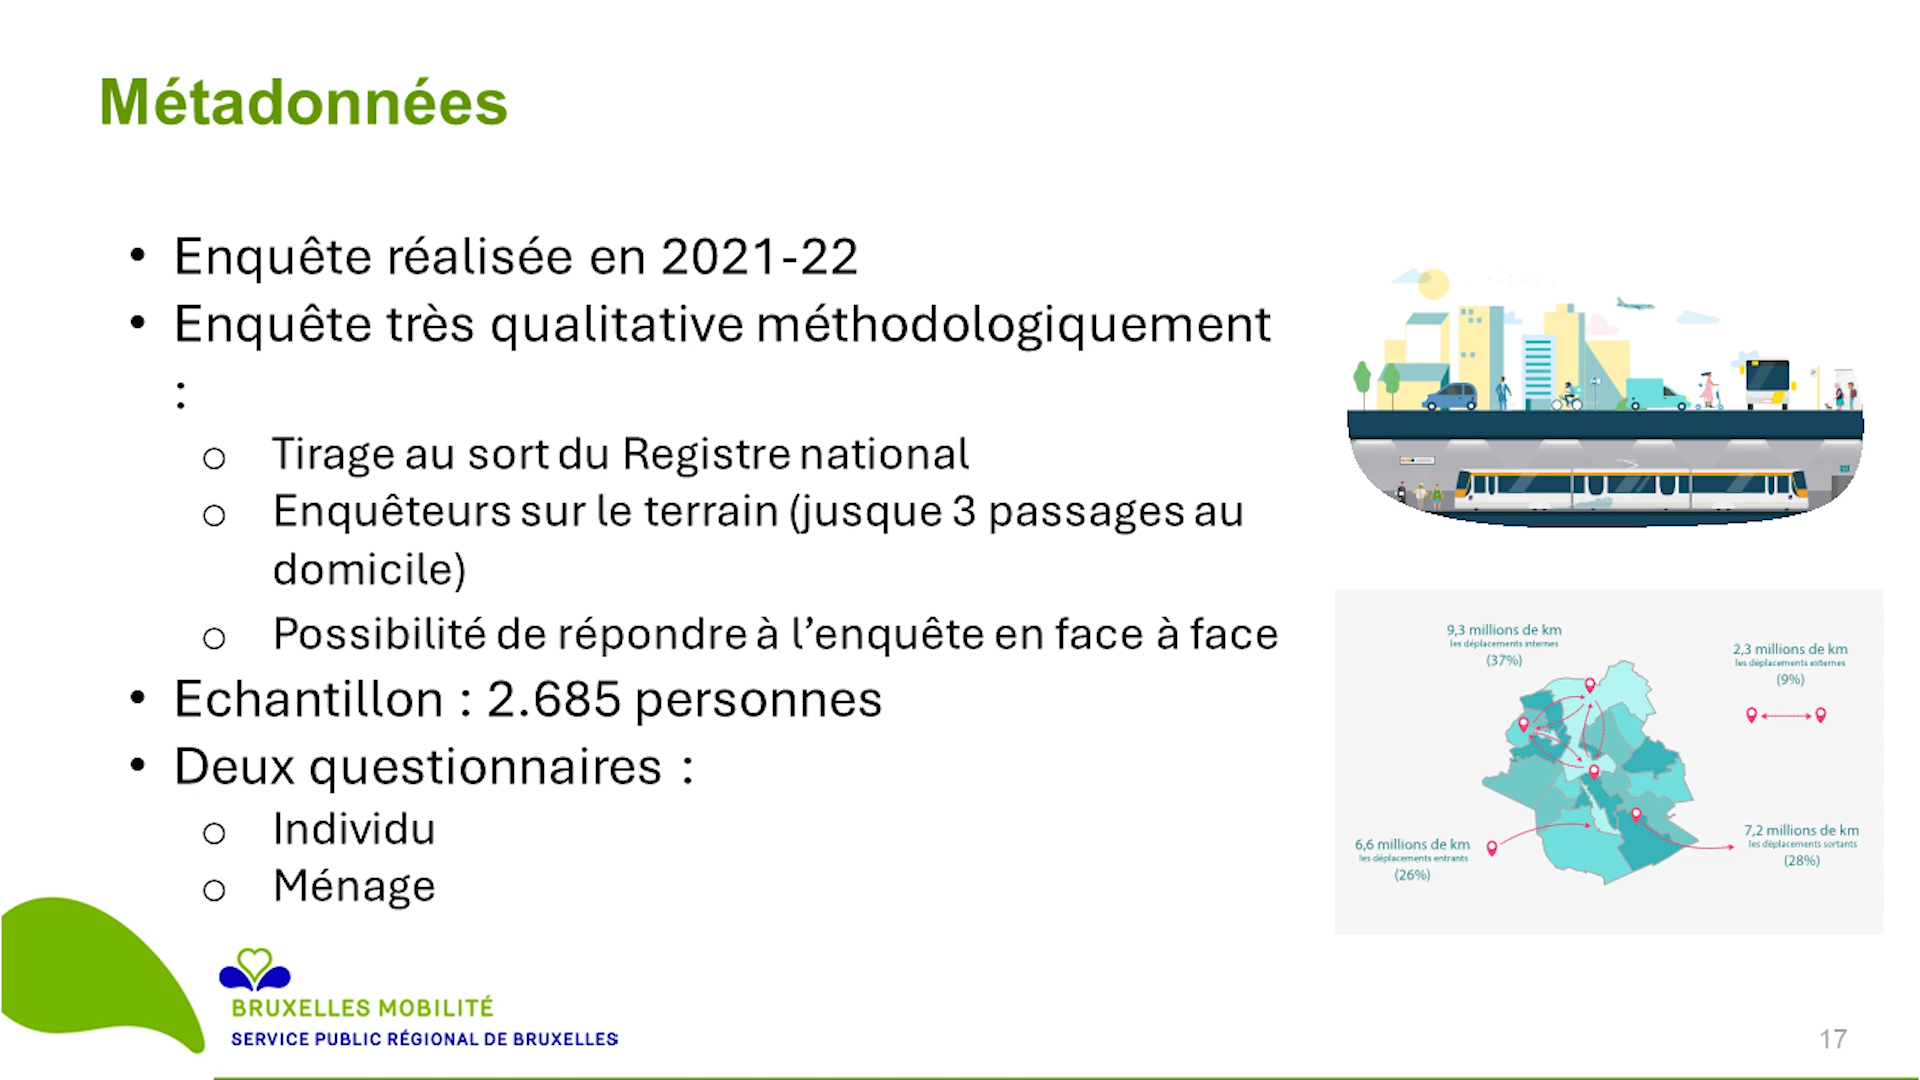 Métadonnées
• Enquête réalisée en 2021-22
• Enquête très qualitative méthodologiquement
:
o Tirage au sort du Registre national
o Enquêteurs sur le terrain (jusque 3 passages au
domicile)
o Possibilité de répondre à l’enquête en face à face
• Echantillon : 2.685 personnes
• Deux questionnaires :
o Individu
o Ménage
9,3 millions de km
les déplacements internes
(37%)
2,3 millions de km
les déplacements externes
(9%)
6,6 millions de km
les déplacements entrants
(26%)
7,2 millions de km
les déplacements sortants
(28%)
BRUXELLES MOBILITÉ
SERVICE PUBLIC RÉGIONAL DE BRUXELLES
17